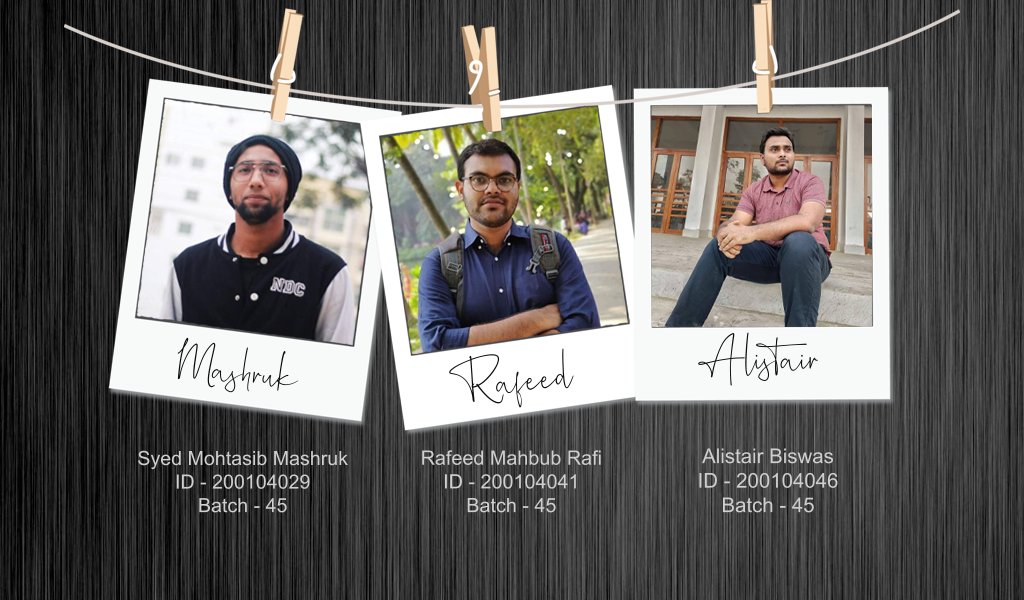 NDC
Mashruk
Rafeed
Alistair
Syed Mohtasib Mashruk
ID - 200104029
Batch - 45
Rafeed Mahbub Rafi
ID - 200104041
Batch - 45
Alistair Biswas
ID - 200104046
Batch - 45